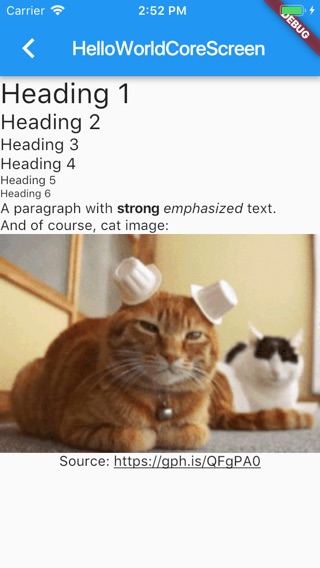 Carrier 2:52 PM
DEBUG
HelloWorldCoreScreen
Heading 1
Heading 2
Heading 3
Heading 4
Heading 5
Heading 6
A paragraph with strong emphasized text.
And of course, cat image:
Source: https://gph.is/QFgPA0